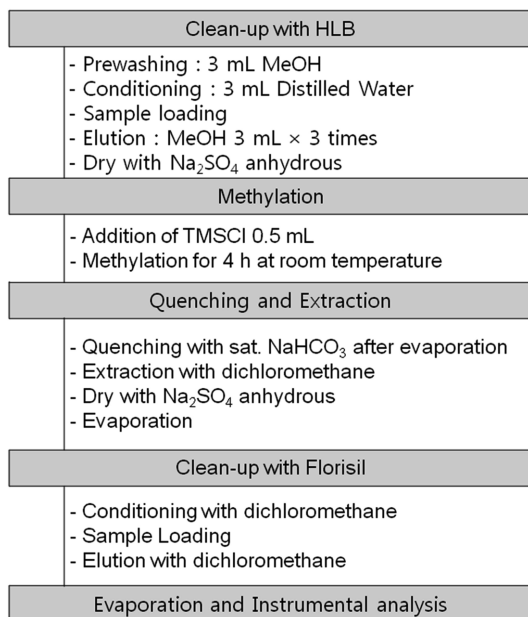 Clean-up with HLB
- Prewashing : 3 mL MeOH
- Conditioning : 3 mL Distilled Water
- Sample loading
- Elution : MeOH 3 mL × 3 times
- Dry with Na₂SO₄ anhydrous
Methylation
- Addition of TMSCl 0.5 mL
- Methylation for 4 h at room temperature
Quenching and Extraction
- Quenching with sat. NaHCO₃ after evaporation
- Extraction with dichloromethane
- Dry with Na₂SO₄ anhydrous
- Evaporation
Clean-up with Florisil
- Conditioning with dichloromethane
- Sample Loading
- Elution with dichloromethane
Evaporation and Instrumental analysis